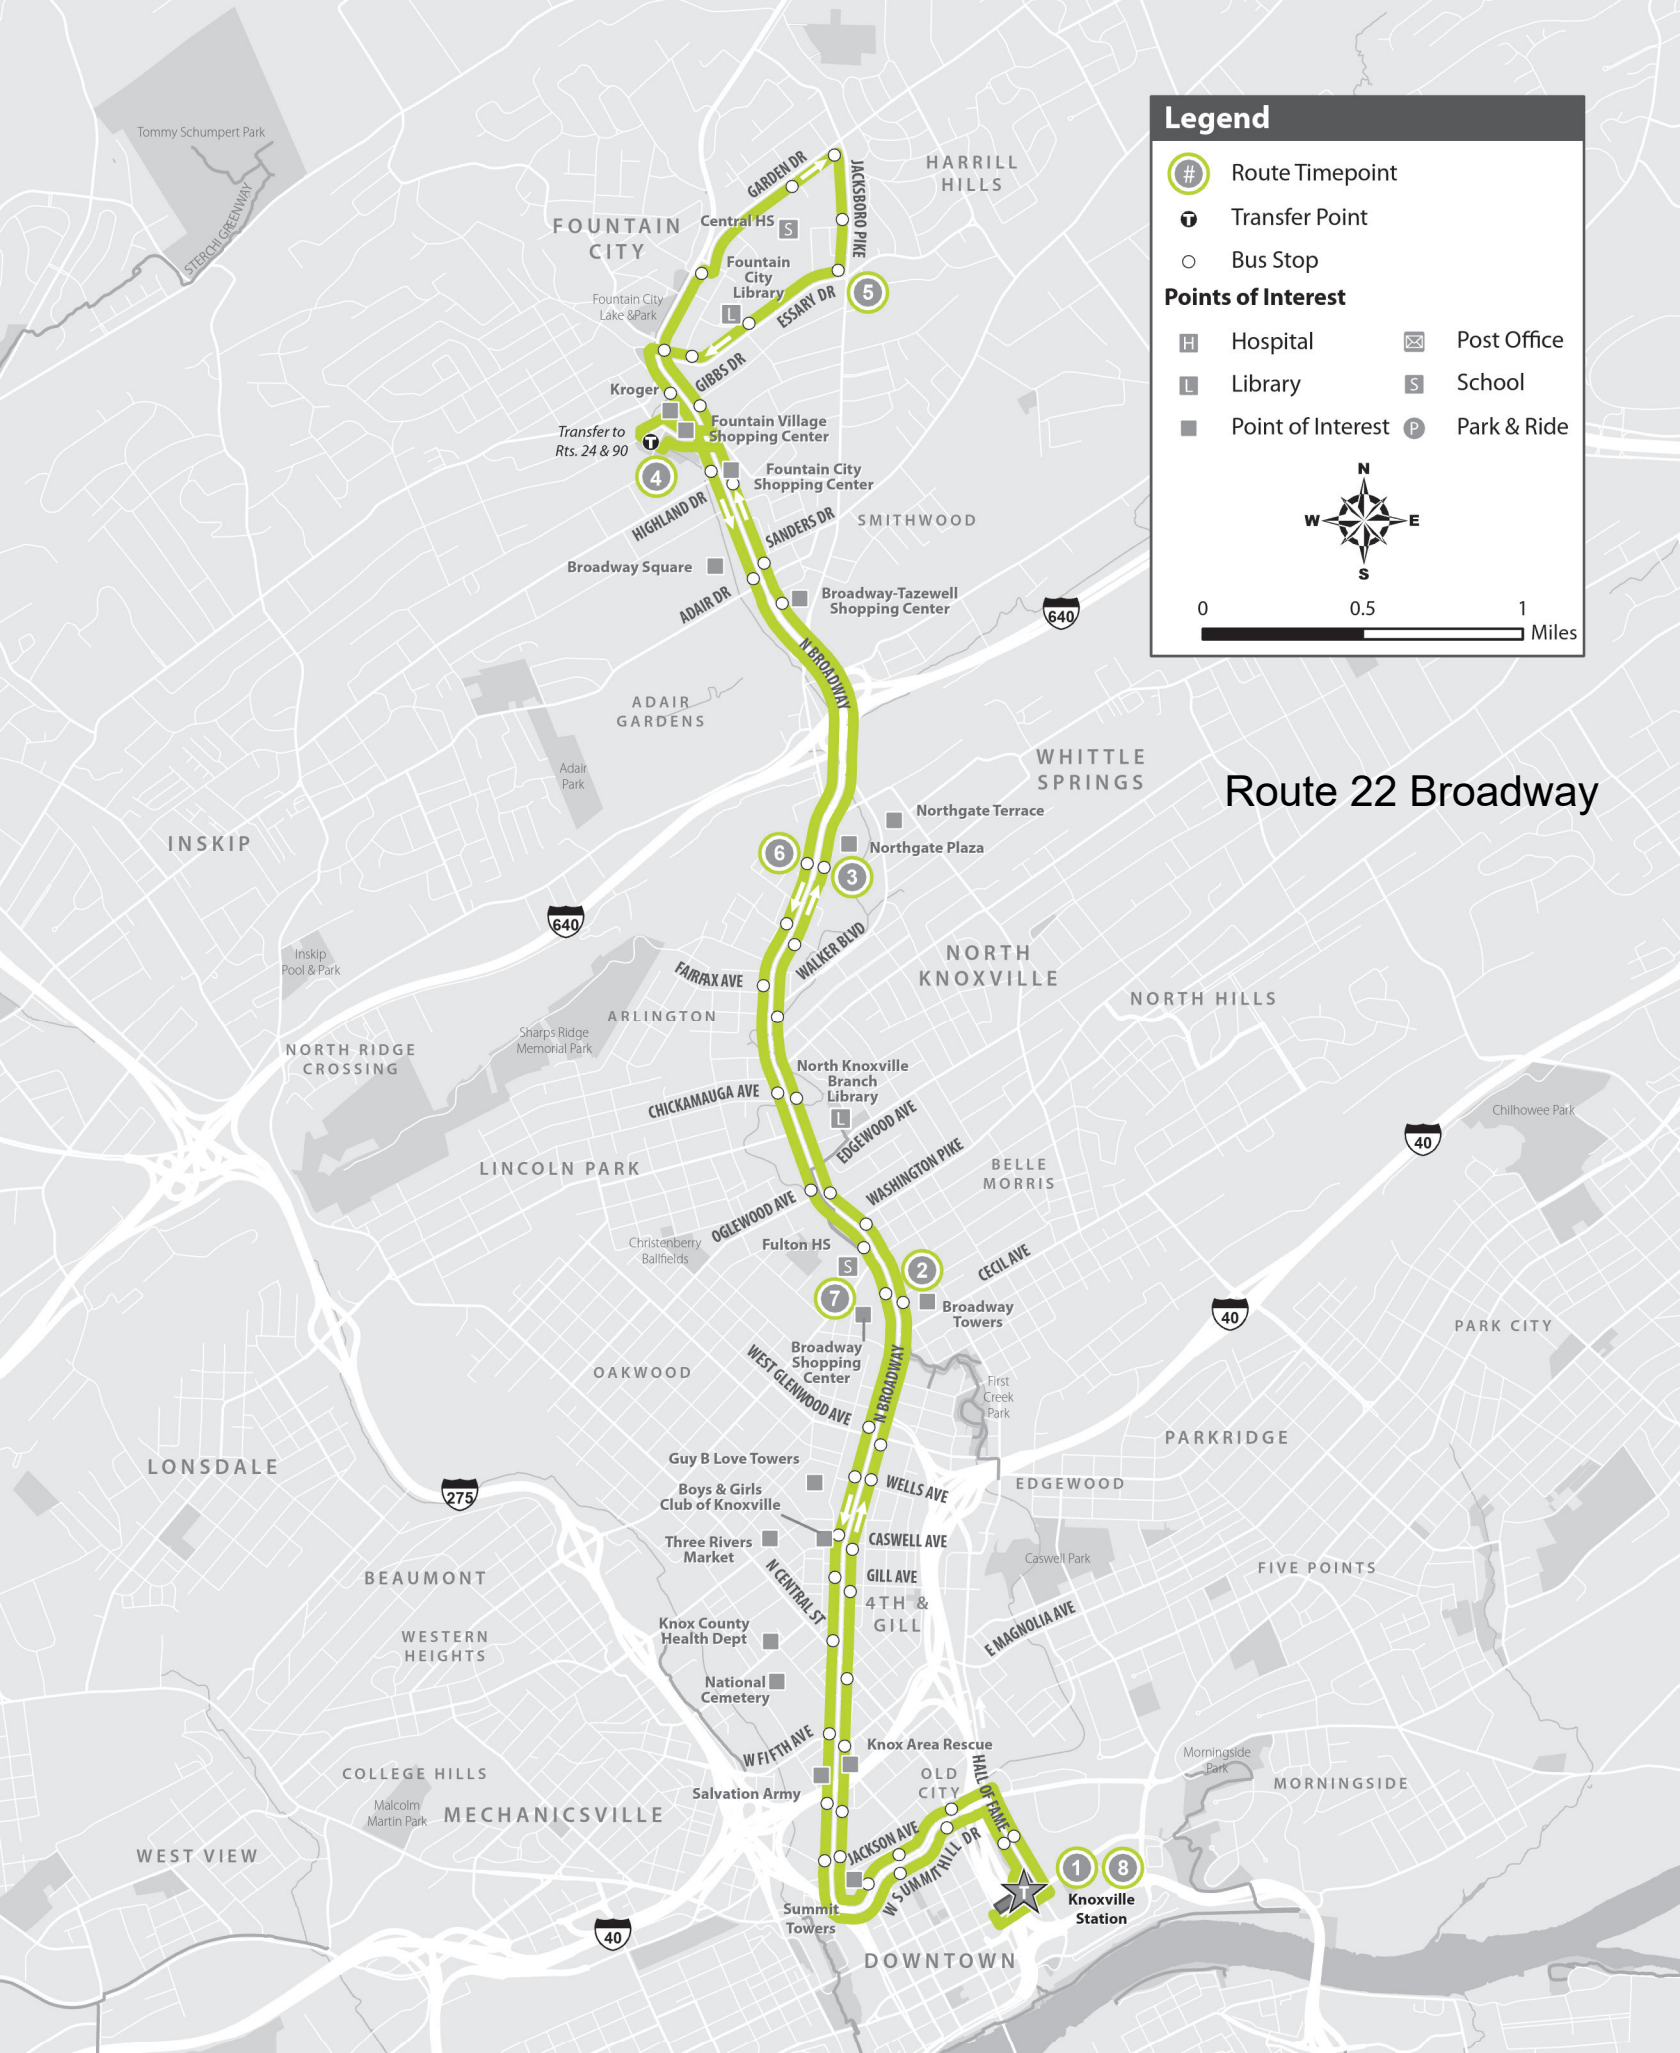 Legend
#
Route Timepoint
T
Transfer Point
Bus Stop
Points of Interest
H
Hospital
Post Office
L
Library
S
School
Point of Interest
P
Park & Ride
N
W
E
S
0
0.5
1
Miles
Route 22 Broadway
Tommy Schumpert Park
STERCHI GREENWAY
HARRILL
HILLS
GARDEN DR
JACKSBORO PIKE
FOUNTAIN
CITY
Central HS
S
Fountain
City
Library
L
Fountain City
Lake &Park
ESSARY DR
5
GIBBS DR
Kroger
Fountain Village
Shopping Center
Transfer to
Rts. 24 & 90
T
4
Fountain City
Shopping Center
HIGHLAND DR
SANDERS DR
SMITHWOOD
Broadway Square
ADAIR DR
Broadway-Tazewell
Shopping Center
640
N BROADWAY
ADAIR
GARDENS
WHITTLE
SPRINGS
Adair
Park
INSKIP
Northgate Terrace
Northgate Plaza
6
3
640
Inskip
Pool & Park
WALKER BLVD
FAIRFAX AVE
NORTH
KNOXVILLE
NORTH HILLS
ARLINGTON
Sharps Ridge
Memorial Park
NORTH RIDGE
CROSSING
North Knoxville
Branch
Library
L
CHICKAMAUGA AVE
EDGEWOOD AVE
Chilhowee Park
40
LINCOLN PARK
WASHINGTON PIKE
BELLE
MORRIS
OGLEWOOD AVE
Christenberry
Ballfields
Fulton HS
S
2
CECIL AVE
7
Broadway
Towers
40
PARK CITY
Broadway
Shopping
Center
WEST GLENWOOD AVE
N BROADWAY
OAKWOOD
First
Creek
Park
PARKRIDGE
LONSDALE
Guy B Love Towers
275
Boys & Girls
Club of Knoxville
WELLS AVE
EDGEWOOD
Three Rivers
Market
CASWELL AVE
Caswell Park
FIVE POINTS
BEAUMONT
N CENTRAL ST
GILL AVE
4TH &
GILL
E MAGNOLIA AVE
Knox County
Health Dept
WESTERN
HEIGHTS
National
Cemetery
W FIFTH AVE
Knox Area Rescue
HALL OF FAME
Morningside
Park
MORNINGSIDE
COLLEGE HILLS
Salvation Army
OLD
CITY
Malcolm
Martin Park
MECHANICSVILLE
JACKSON AVE
W SUMMIT HILL DR
WEST VIEW
1
8
T
Knoxville
Station
Summit
Towers
40
DOWNTOWN